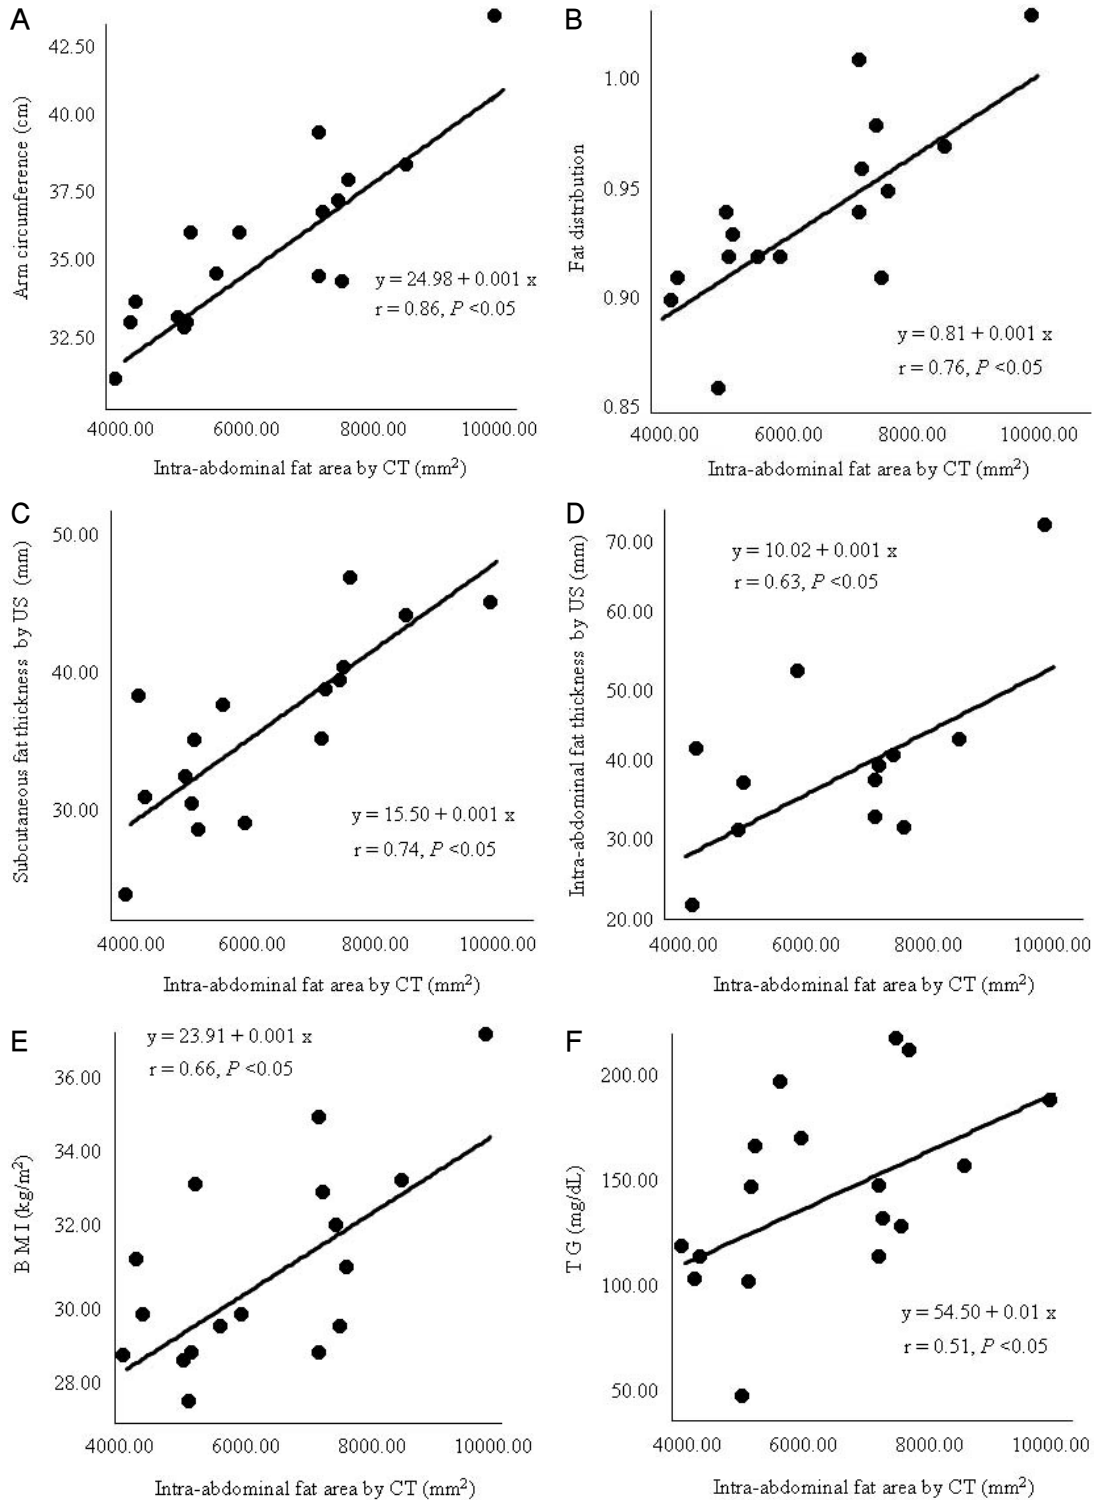 A
Arm circumference (cm)
42.50
40.00
37.50
35.00
32.50
y = 24.98 + 0.001 x
r = 0.86, P <0.05
4000.00 6000.00 8000.00 10000.00
Intra-abdominal fat area by CT (mm²)
B
Fat distribution
1.00
0.95
0.90
0.85
y = 0.81 + 0.001 x
r = 0.76, P <0.05
4000.00 6000.00 8000.00 10000.00
Intra-abdominal fat area by CT (mm²)
C
Subcutaneous fat thickness by US (mm)
50.00
40.00
30.00
y = 15.50 + 0.001 x
r = 0.74, P <0.05
4000.00 6000.00 8000.00 10000.00
Intra-abdominal fat area by CT (mm²)
D
Intra-abdominal fat thickness by US (mm)
70.00
60.00
50.00
40.00
30.00
20.00
y = 10.02 + 0.001 x
r = 0.63, P <0.05
4000.00 6000.00 8000.00 10000.00
Intra-abdominal fat area by CT (mm²)
E
B M I (kg/m²)
y = 23.91 + 0.001 x
r = 0.66, P <0.05
36.00
34.00
32.00
30.00
28.00
4000.00 6000.00 8000.00 10000.00
Intra-abdominal fat area by CT (mm²)
F
T G (mg/dL)
200.00
150.00
100.00
50.00
y = 54.50 + 0.01 x
r = 0.51, P <0.05
4000.00 6000.00 8000.00 10000.00
Intra-abdominal fat area by CT (mm²)